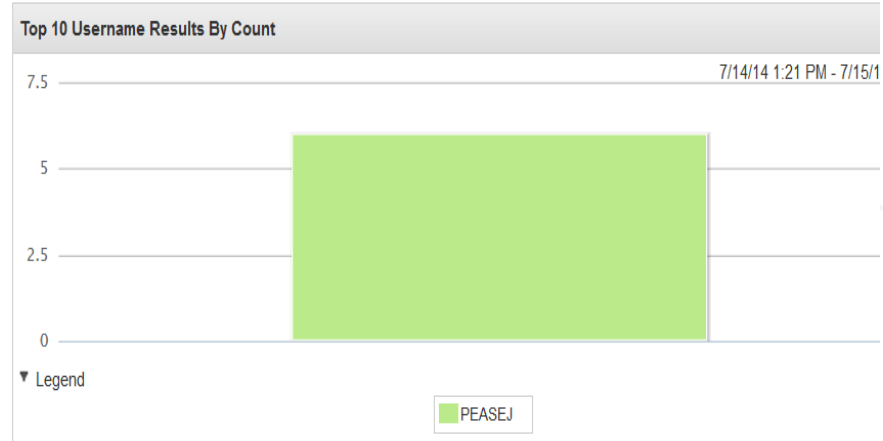 Top 10 Username Results By Count
7/14/14 1:21 PM - 7/15/1
7.5
5
2.5
0
▼ Legend
PEASEJ